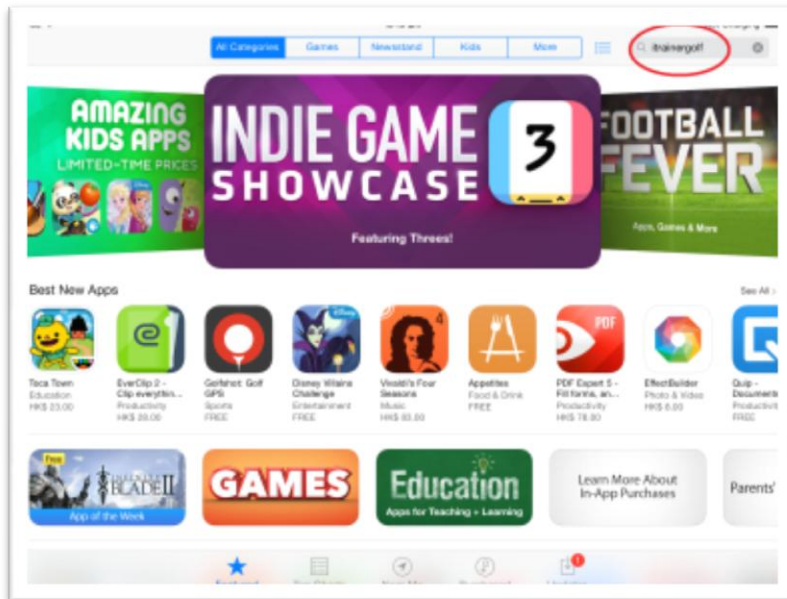 All Categories
Games
Newsstand
Kids
More
itrainergolf
AMAZING
KIDS APPS
LIMITED-TIME PRICES
INDIE GAME
SHOWCASE
3
Featuring Threes!
FOOTBALL
FEVER
Apps, Games & More
Best New Apps
See All >
Toca Town
Education
HK$ 23.00
EverClip 2 -
Clip everythin...
Productivity
Golfshot: Golf
GPS
Sports
FREE
Disney
Disney Villains
Challenge
Entertainment
FREE
4
Vivaldi's Four
Seasons
Music
Appetites
Food & Drink
FREE
PDF
PDF Expert 5 -
Fill forms, an...
Productivity
HK$ 78.00
EffectBuilder
Photo & Video
HK$ 8.00
Quip -
Documents
Productivit
FREE
Free
BLADE II
App of the Week
GAMES
Education
Apps for Teaching + Learning
Learn More About
In-App Purchases
Parents'
1